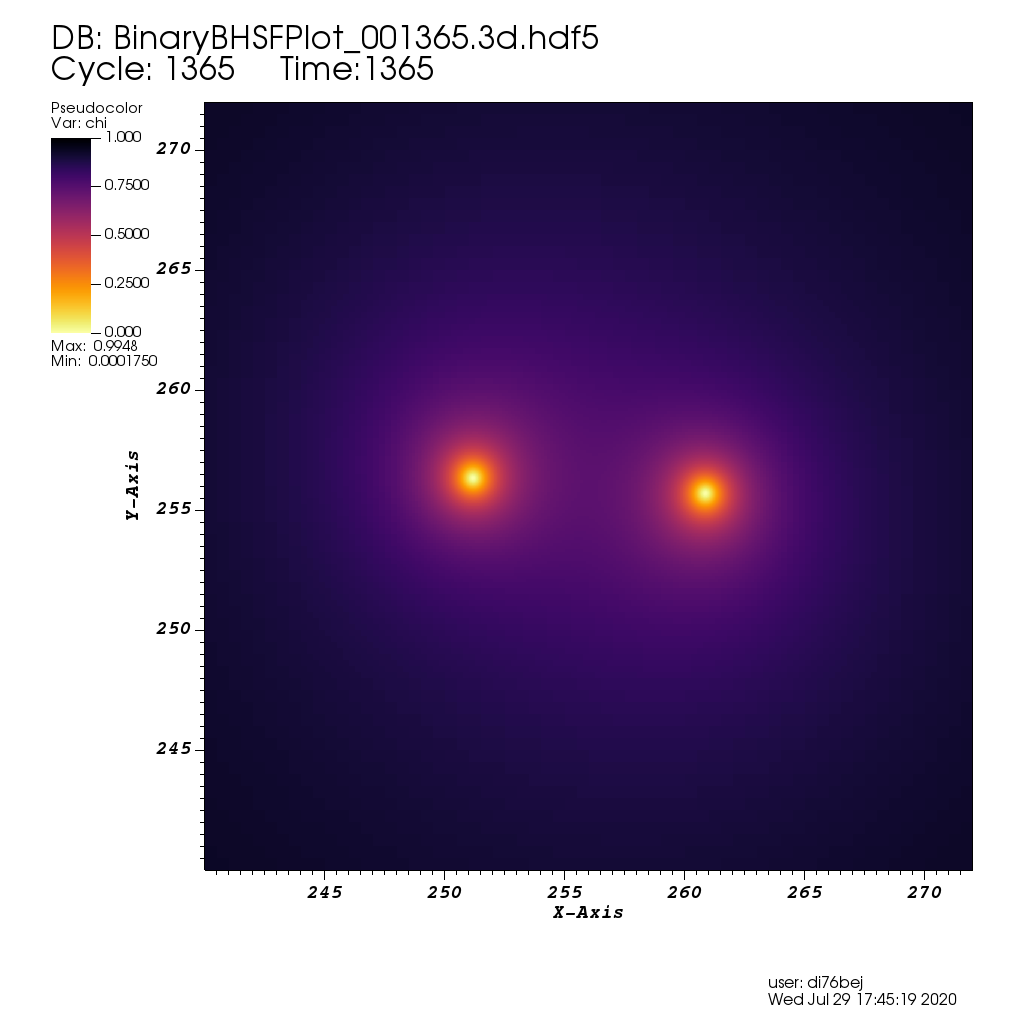 DB: BinaryBHSFPlot_001365.3d.hdf5
Cycle: 1365 Time:1365
Pseudocolor
Var: chi
1.000
0.7500
0.5000
0.2500
0.000
Max: 0.9948
Min: 0.0001750
270
265
260
255
250
245
Y-Axis
245 250 255 260 265 270
X-Axis
user: di76bej
Wed Jul 29 17:45:19 2020